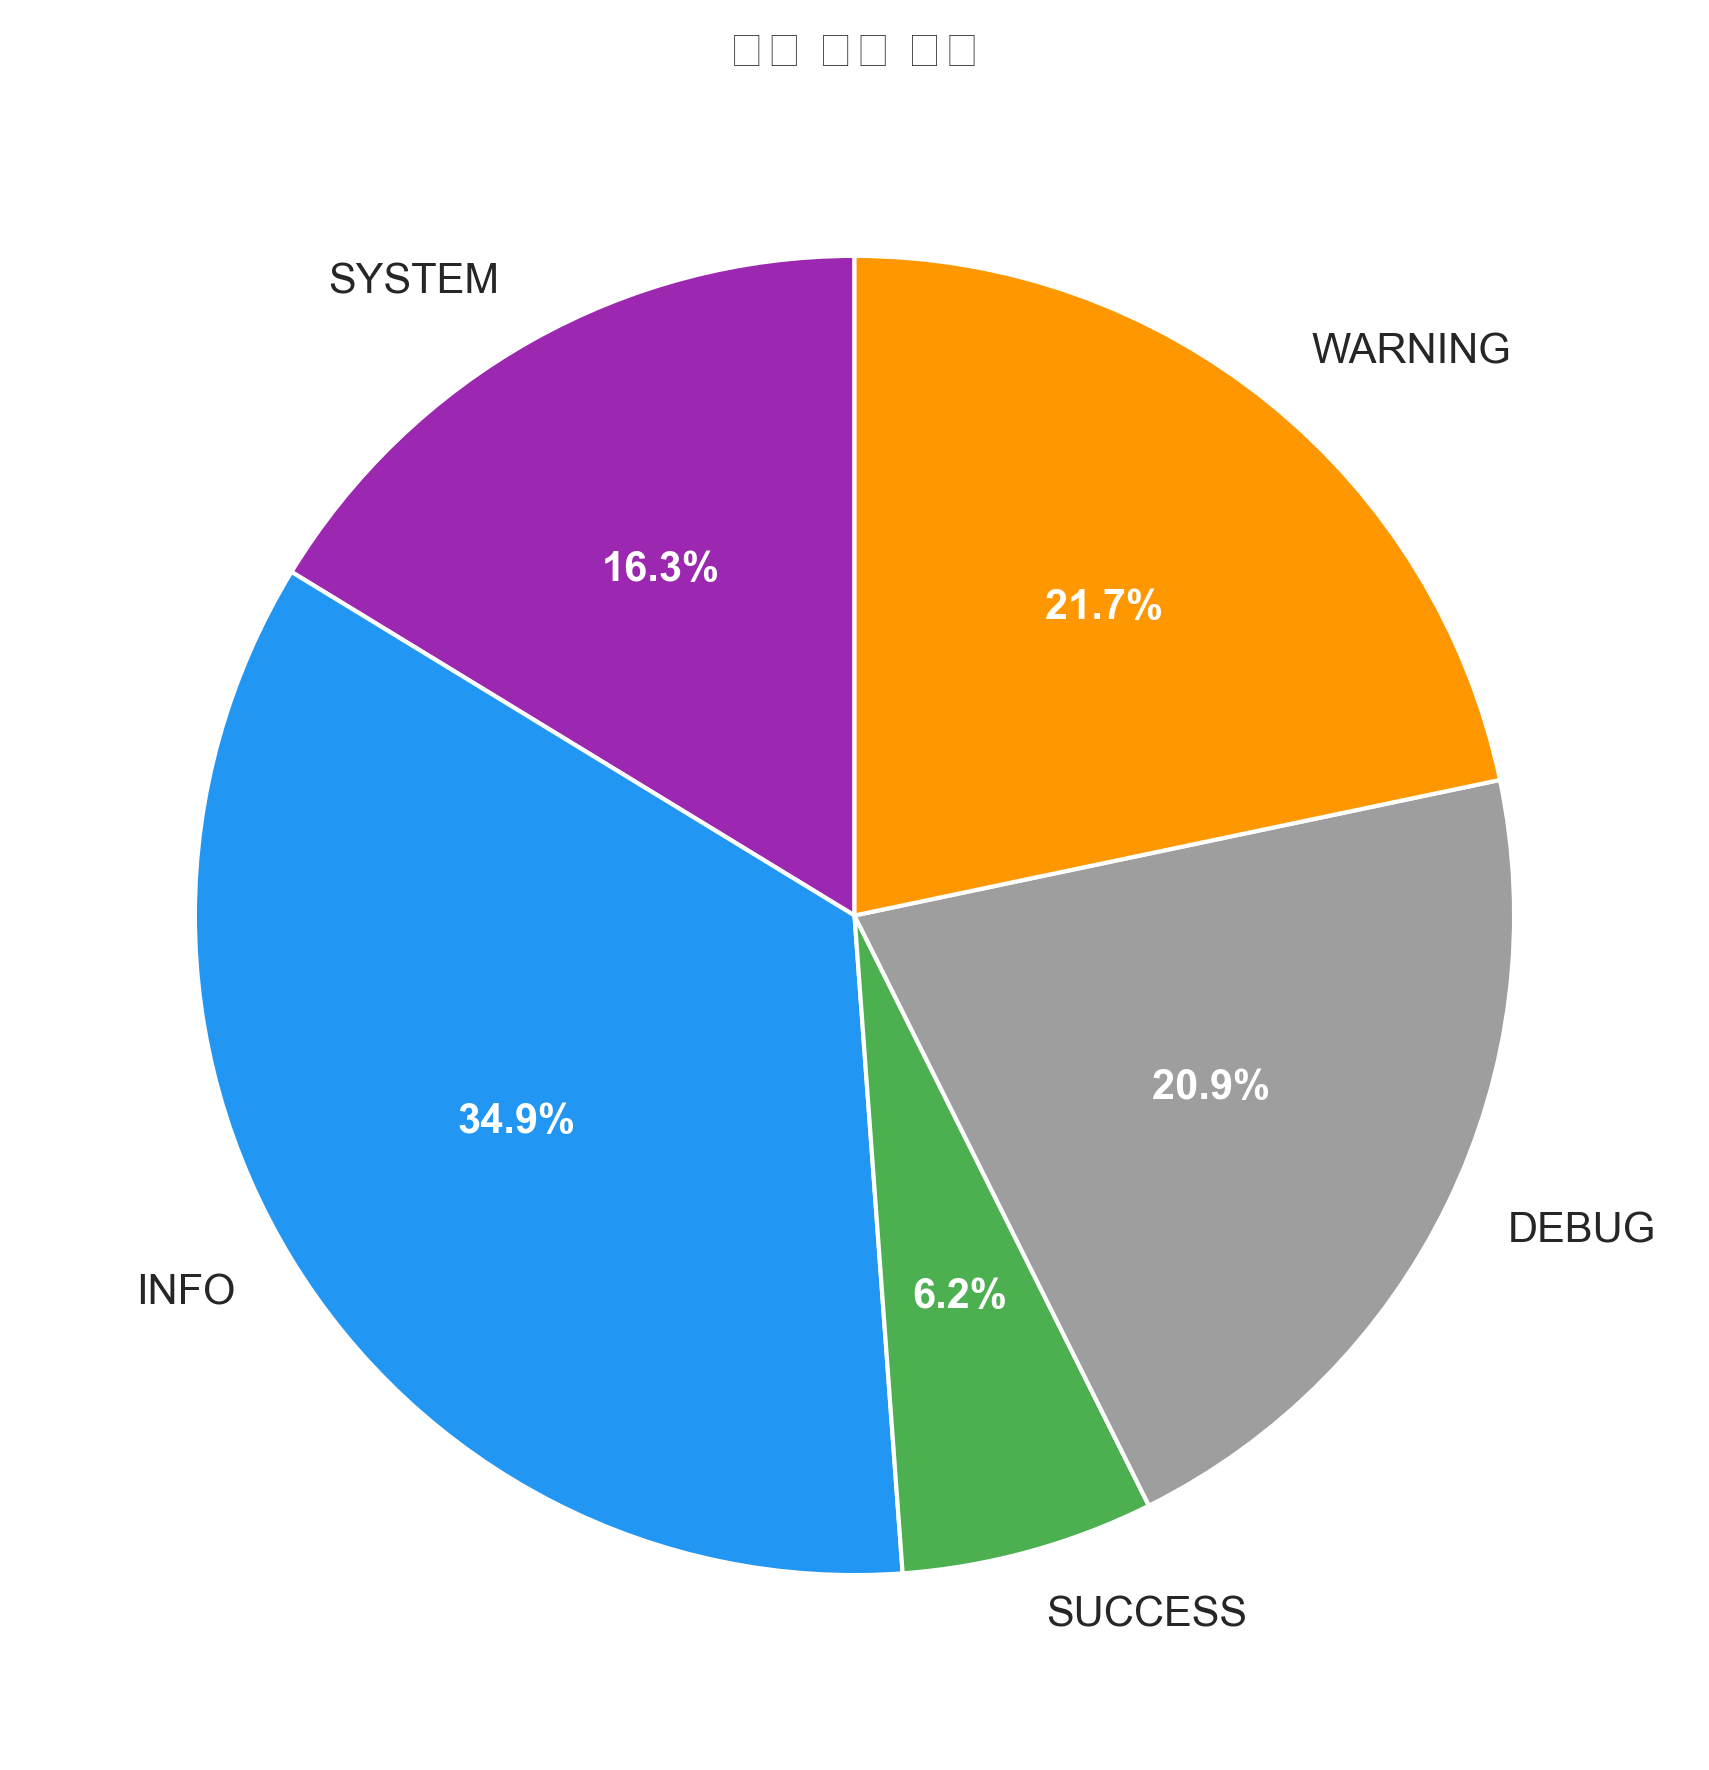 SYSTEM
WARNING
16.3%
21.7%
34.9%
20.9%
6.2%
INFO
DEBUG
SUCCESS